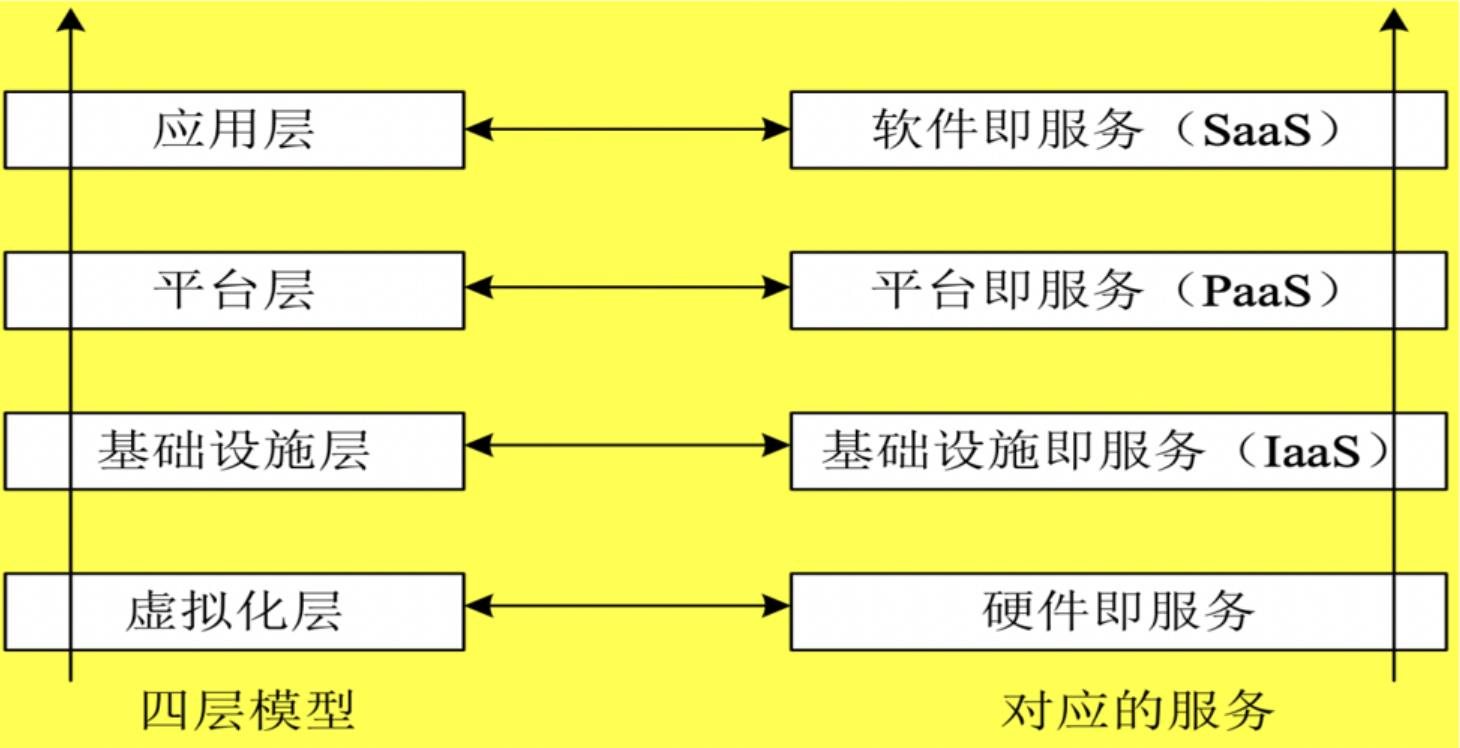 应用层
软件即服务（SaaS）
平台层
平台即服务（PaaS）
基础设施层
基础设施即服务（IaaS）
虚拟化层
硬件即服务
四层模型
对应的服务